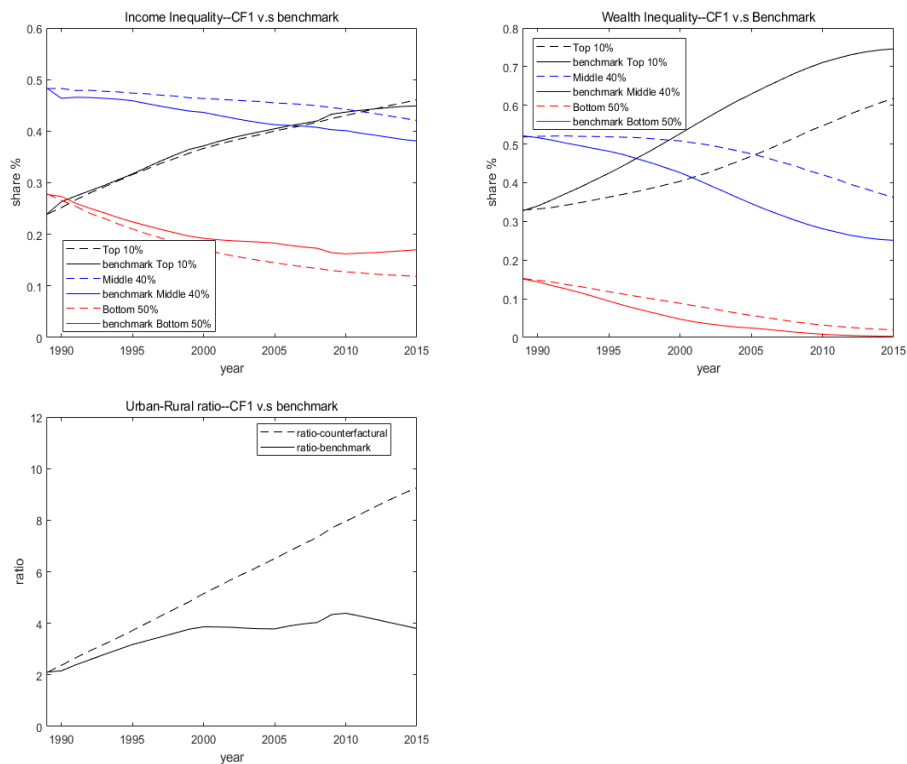 Income Inequality--CF1 v.s benchmark
0.6
0.5
0.4
0.3
0.2
0.1
0
share %
Top 10%
benchmark Top 10%
Middle 40%
benchmark Middle 40%
Bottom 50%
benchmark Bottom 50%
1990 1995 2000 2005 2010 2015
year
Wealth Inequality--CF1 v.s Benchmark
0.8
0.7
0.6
0.5
0.4
0.3
0.2
0.1
0
share %
Top 10%
benchmark Top 10%
Middle 40%
benchmark Middle 40%
Bottom 50%
benchmark Bottom 50%
1990 1995 2000 2005 2010 2015
year
Urban-Rural ratio--CF1 v.s benchmark
12
10
8
6
4
2
0
ratio
ratio-counterfactural
ratio-benchmark
1990 1995 2000 2005 2010 2015
year